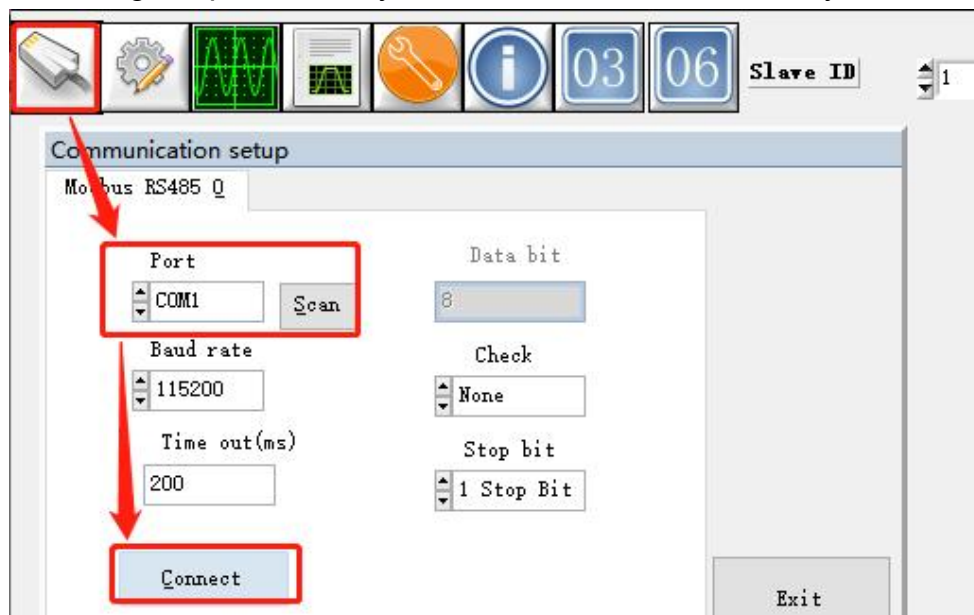 03 06 Slave ID 1
Communication setup
Modbus RS485 Q
Port
COM1 Scan
Data bit
8
Baud rate
115200
Check
None
Time out(ms)
200
Stop bit
1 Stop Bit
Connect
Exit